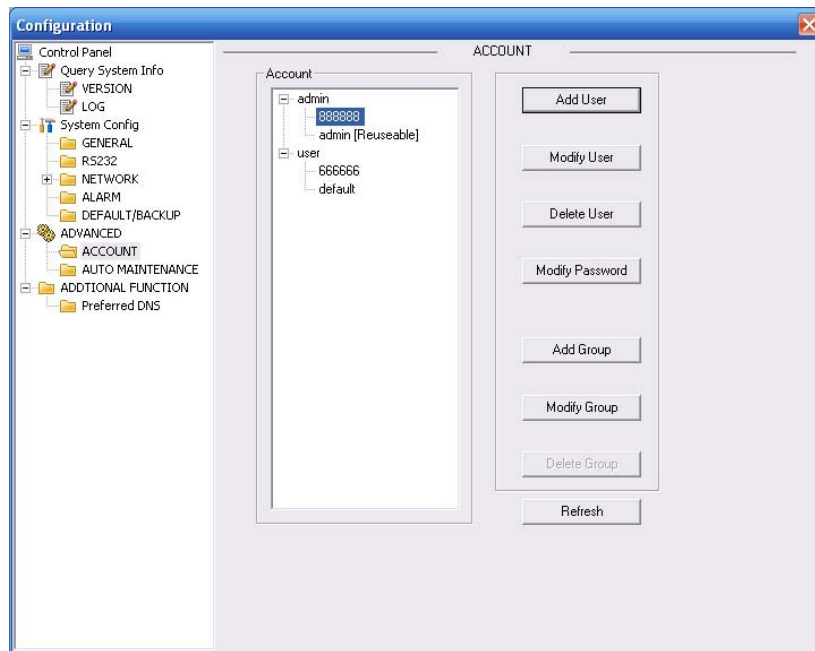 Configuration
Control Panel
Query System Info
VERSION
LOG
System Config
GENERAL
RS232
NETWORK
ALARM
DEFAULT/BACKUP
ADVANCED
ACCOUNT
AUTO MAINTENANCE
ADDTIONAL FUNCTION
Preferred DNS
ACCOUNT
Account
admin
888888
admin [Reuseable]
user
666666
default
Add User
Modify User
Delete User
Modify Password
Add Group
Modify Group
Delete Group
Refresh